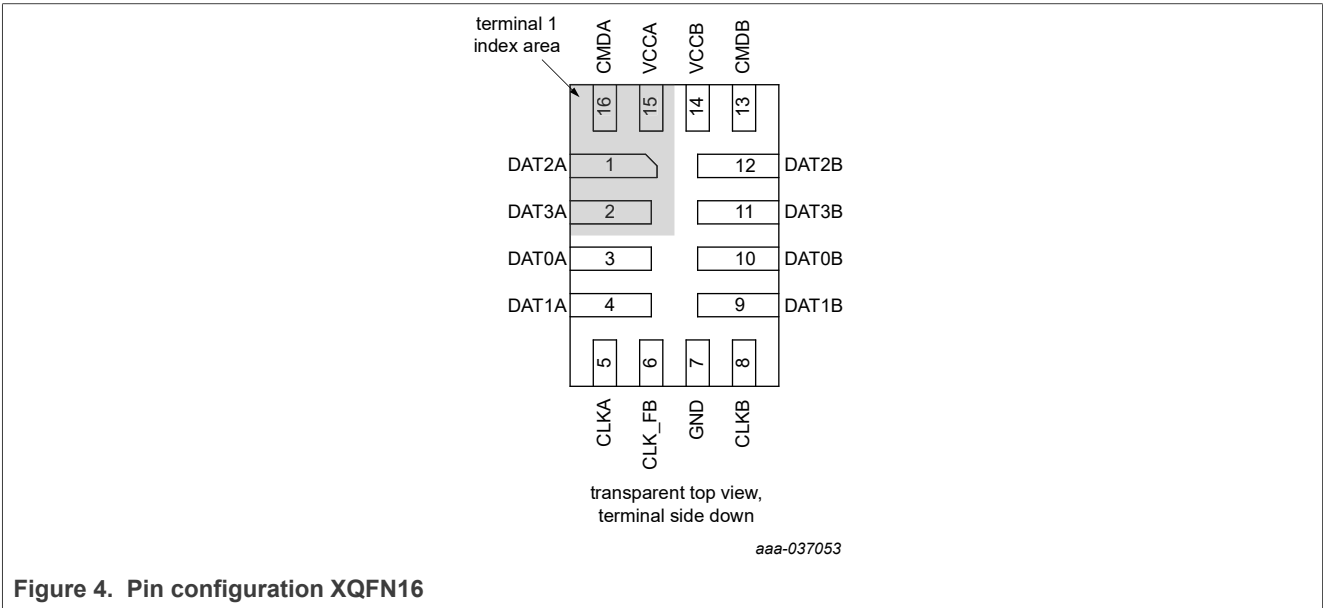 terminal 1
index area
CMDA
VCCA
VCCB
CMDB
16
15
14
13
DAT2A 1 12 DAT2B
DAT3A 2 11 DAT3B
DAT0A 3 10 DAT0B
DAT1A 4 9 DAT1B
5
6
7
8
CLKA
CLK_FB
GND
CLKB
transparent top view,
terminal side down
aaa-037053
Figure 4. Pin configuration XQFN16